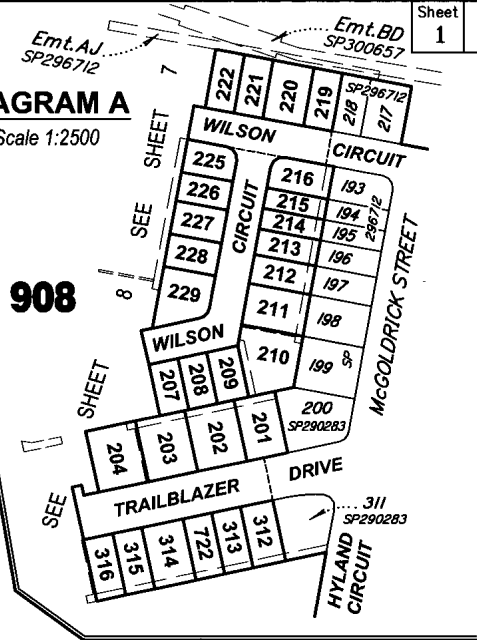 Sheet
1
Emt.AJ
SP296712
Emt.BD
SP300657
AGRAM A
Scale 1:2500
SEE SHEET 7
222
221
220
219
218
SP296712
217
WILSON CIRCUIT
225
226
227
228
229
CIRCUIT
216
215
214
213
212
211
210
193
194
195
196
197
198
199
SP 296712
McGOLDRICK STREET
908
8
WILSON
207
208
209
200
SP290283
SEE SHEET
204
203
202
201
TRAILBLAZER DRIVE
316
315
314
722
313
312
311
SP290283
HYLAND
CIRCUIT